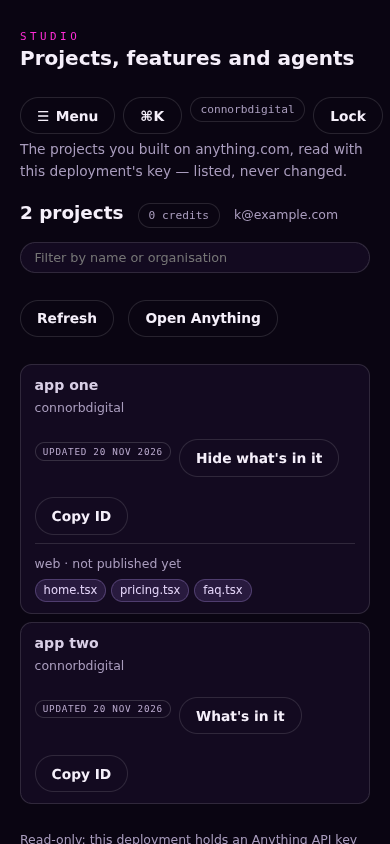 STUDIO
Projects, features and agents
☰ Menu ⌘K connorbdigital Lock
The projects you built on anything.com, read with
this deployment's key — listed, never changed.
2 projects 0 credits k@example.com
Filter by name or organisation
Refresh Open Anything
app one
connorbdigital
UPDATED 20 NOV 2026 Hide what's in it
Copy ID
web · not published yet
home.tsx pricing.tsx faq.tsx
app two
connorbdigital
UPDATED 20 NOV 2026 What's in it
Copy ID
Read-only: this deployment holds an Anything API key